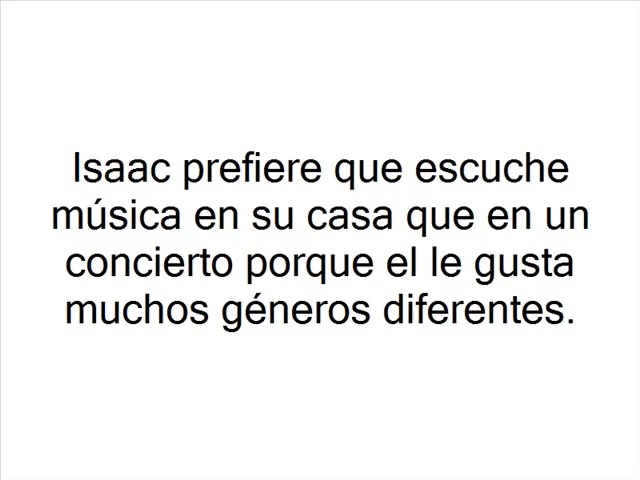 Isaac prefiere que escuche
música en su casa que en un
concierto porque el le gusta
muchos géneros diferentes.